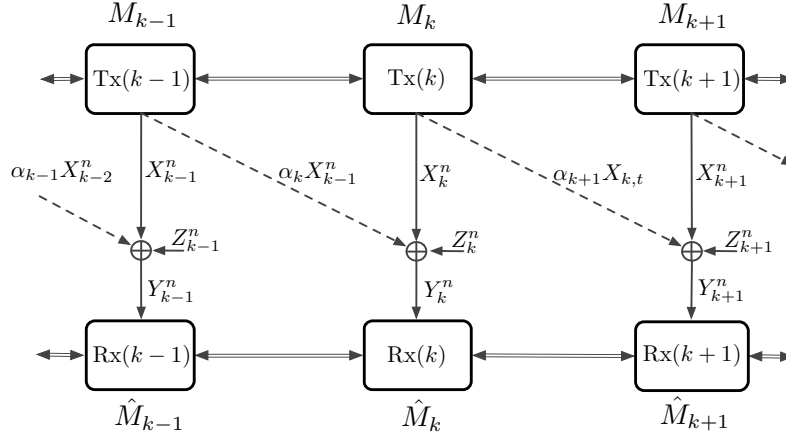 M_{k−1} M_k M_{k+1}
Tx(k − 1) Tx(k) Tx(k + 1)
α_{k−1}X^n_{k−2} X^n_{k−1} α_kX^n_{k−1} X^n_k α_{k+1}X_{k,t} X^n_{k+1}
Z^n_{k−1} Z^n_k Z^n_{k+1}
Y^n_{k−1} Y^n_k Y^n_{k+1}
Rx(k − 1) Rx(k) Rx(k + 1)
M̂_{k−1} M̂_k M̂_{k+1}